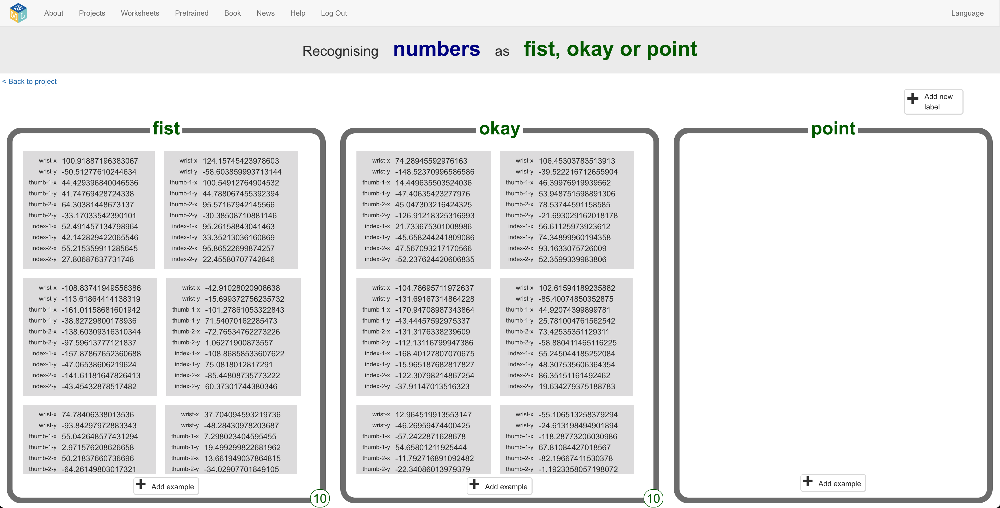 ML
About Projects Worksheets Pretrained Book News Help Log Out Language
Recognising numbers as fist, okay or point
< Back to project
Add new
label
fist
wrist-x 100.91887196383067
wrist-y -50.51277610244634
thumb-1-x 44.429396840046536
thumb-1-y 41.74769428724338
thumb-2-x 64.30381448673137
thumb-2-y -33.17033542390101
index-1-x 52.491457134798964
index-1-y 42.142829422065546
index-2-x 55.215359911285645
index-2-y 27.80687637731748
wrist-x 124.15745423978603
wrist-y -58.603859993713144
thumb-1-x 100.54912764904532
thumb-1-y 44.788067455392394
thumb-2-x 95.57167942145566
thumb-2-y -30.38508710881146
index-1-x 95.26158843041463
index-1-y 33.35213036160869
index-2-x 95.86522699874257
index-2-y 22.45580707742846
wrist-x -108.83741949556386
wrist-y -113.61864414138319
thumb-1-x -161.01158681601942
thumb-1-y -38.82729800178936
thumb-2-x -138.60309316310344
thumb-2-y -97.59613777121837
index-1-x -157.87867652360688
index-1-y -47.06538606219624
index-2-x -141.61181647826413
index-2-y -43.45432878517482
wrist-x -42.91028020908638
wrist-y -15.699372756235732
thumb-1-x -101.27861053322843
thumb-1-y 71.54070162285473
thumb-2-x -72.76534762273226
thumb-2-y 1.06271900873557
index-1-x -108.86858533607622
index-1-y 75.0818012817291
index-2-x -85.44808735773222
index-2-y 60.37301744380346
wrist-x 74.78406338013536
wrist-y -93.84297972883343
thumb-1-x 55.042648577431294
thumb-1-y 2.971576208626658
thumb-2-x 50.21837660736696
thumb-2-y -64.26149803017321
wrist-x 37.704094593219736
wrist-y -48.28430978203687
thumb-1-x 7.298023404595455
thumb-1-y 19.499299822681962
thumb-2-x 13.661949037864815
thumb-2-y -34.02907701849105
Add example
10
okay
wrist-x 74.28945592976163
wrist-y -148.52370996586586
thumb-1-x 14.449635503524036
thumb-1-y -47.40635423277976
thumb-2-x 45.047303216424325
thumb-2-y -126.91218325316993
index-1-x 21.733675301008986
index-1-y -45.658244241809086
index-2-x 47.567093217170566
index-2-y -52.237624420606835
wrist-x 106.45303783513913
wrist-y -39.522216712655904
thumb-1-x 46.39976919939562
thumb-1-y 53.948751598891306
thumb-2-x 78.53744591158585
thumb-2-y -21.693029162018178
index-1-x 56.61125973923612
index-1-y 74.34899960194358
index-2-x 93.1633075726009
index-2-y 52.3599339983806
wrist-x -104.78695711972637
wrist-y -131.69167314864228
thumb-1-x -170.94708987343864
thumb-1-y -43.44457592975337
thumb-2-x -131.3176338239609
thumb-2-y -112.13116799947386
index-1-x -168.40127807070675
index-1-y -15.965187682817827
index-2-x -122.30798214867254
index-2-y -37.91147013516323
wrist-x 102.61594189235882
wrist-y -85.40074850352875
thumb-1-x 44.92074399899781
thumb-1-y 25.781004761562542
thumb-2-x 73.42535351129311
thumb-2-y -58.880411465116225
index-1-x 55.245044185252084
index-1-y 48.307535606364354
index-2-x 86.35151161492462
index-2-y 19.634279375188783
wrist-x 12.964519913553147
wrist-y -46.26959474400425
thumb-1-x -57.2422871628678
thumb-1-y 54.65801211925444
thumb-2-x -11.792716891092482
thumb-2-y -22.34086013979379
wrist-x -55.106513258379294
wrist-y -24.613198494901894
thumb-1-x -118.28773206030986
thumb-1-y 67.81084427018567
thumb-2-x -82.19667411530378
thumb-2-y -1.1923358057198072
Add example
10
point
Add example